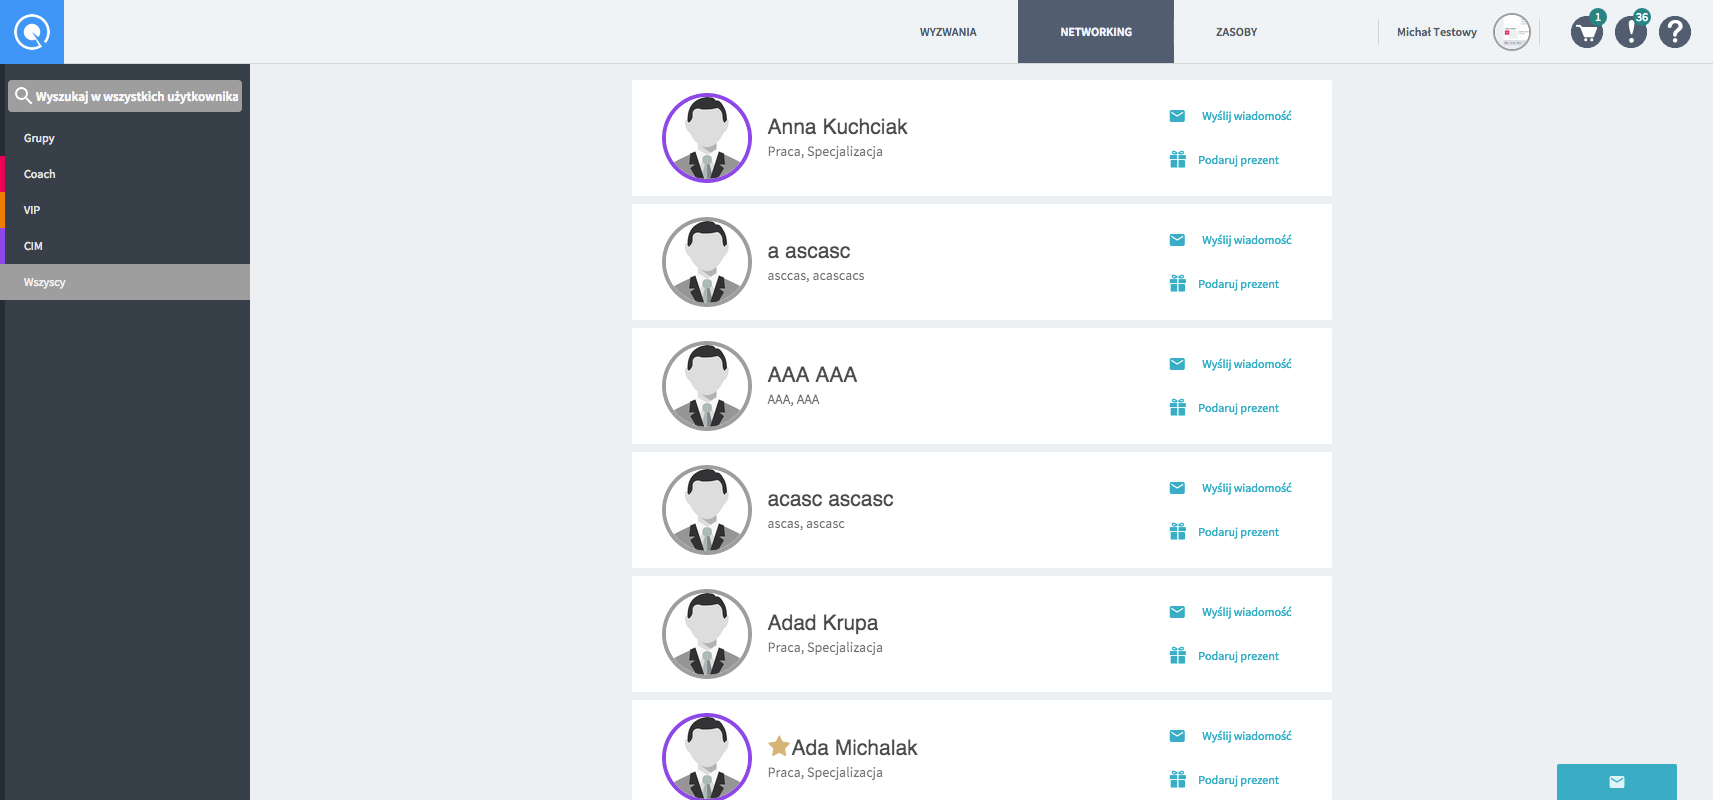 WYZWANIA
NETWORKING
ZASOBY
Michał Testowy
1
36
Wyszukaj w wszystkich użytkownika
Grupy
Coach
VIP
CIM
Wszyscy
Anna Kuchciak
Praca, Specjalizacja
Wyślij wiadomość
Podaruj prezent
a ascasc
asccas, acascacs
Wyślij wiadomość
Podaruj prezent
AAA AAA
AAA, AAA
Wyślij wiadomość
Podaruj prezent
acasc ascasc
ascas, ascasc
Wyślij wiadomość
Podaruj prezent
Adad Krupa
Praca, Specjalizacja
Wyślij wiadomość
Podaruj prezent
Ada Michalak
Praca, Specjalizacja
Wyślij wiadomość
Podaruj prezent